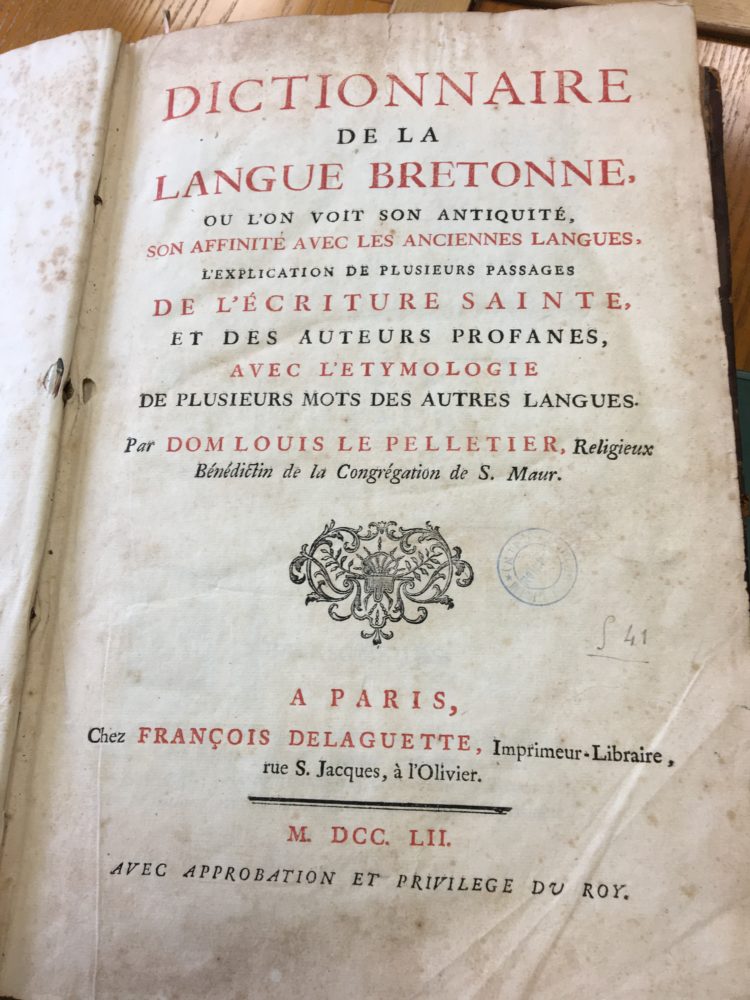 DICTIONNAIRE
DE LA
LANGUE BRETONNE,
OU L'ON VOIT SON ANTIQUITÉ,
SON AFFINITÉ AVEC LES ANCIENNES LANGUES,
L'EXPLICATION DE PLUSIEURS PASSAGES
DE L'ÉCRITURE SAINTE,
ET DES AUTEURS PROFANES,
AVEC L'ETYMOLOGIE
DE PLUSIEURS MOTS DES AUTRES LANGUES.
Par DOM LOUIS LE PELLETIER, Religieux
Bénédictin de la Congrégation de S. Maur.
41
A PARIS,
Chez FRANÇOIS DELAGUETTE, Imprimeur-Libraire,
rue S. Jacques, à l'Olivier.
M. DCC. LII.
AVEC APPROBATION ET PRIVILEGE DU ROY.